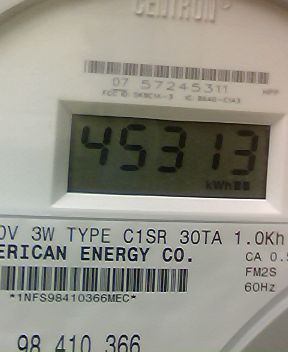 CENTRON
07 57245311
45313
kWh
0V 3W TYPE C1SR 30TA 1.0Kh
ERICAN ENERGY CO.
CA 0.5
FM2S
*1NFS98410366MEC*
60Hz
98 410 366